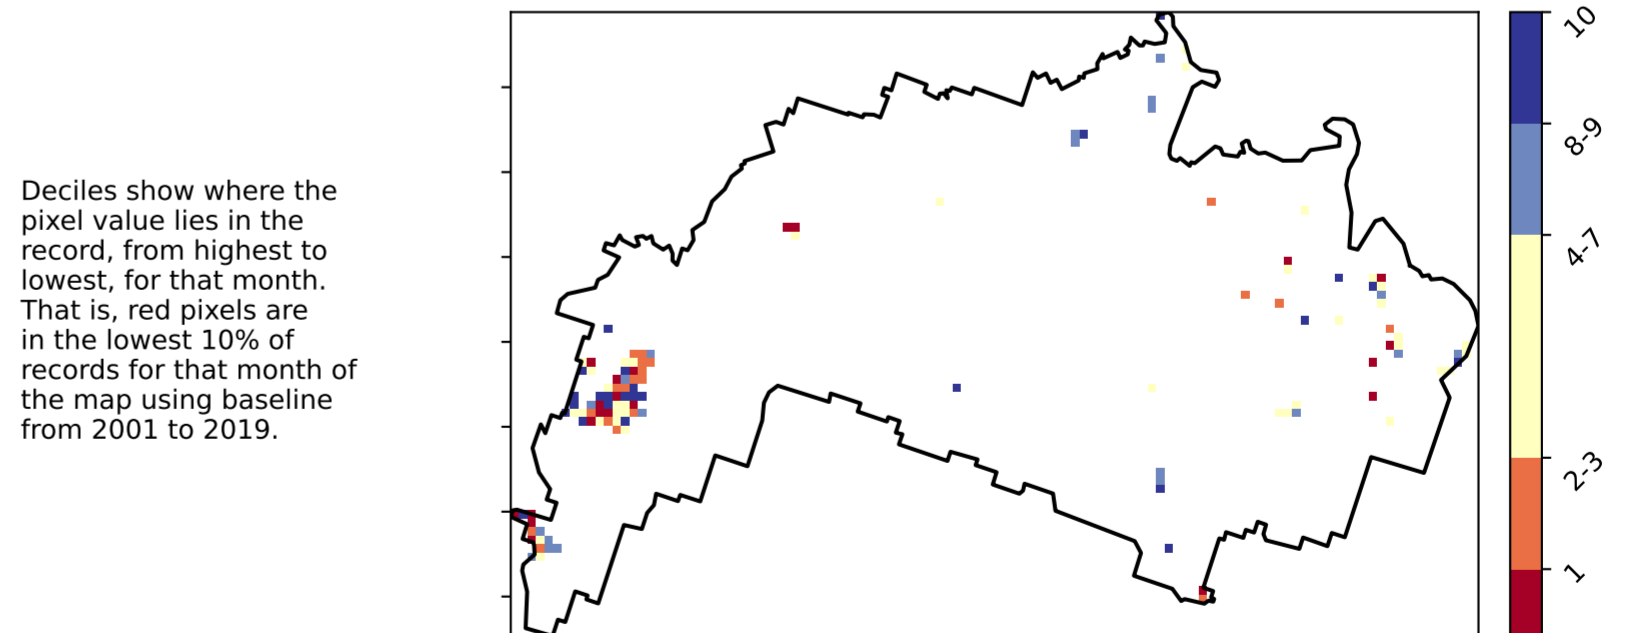 Deciles show where the
pixel value lies in the
record, from highest to
lowest, for that month.
That is, red pixels are
in the lowest 10% of
records for that month of
the map using baseline
from 2001 to 2019.
10
8-9
4-7
2-3
1